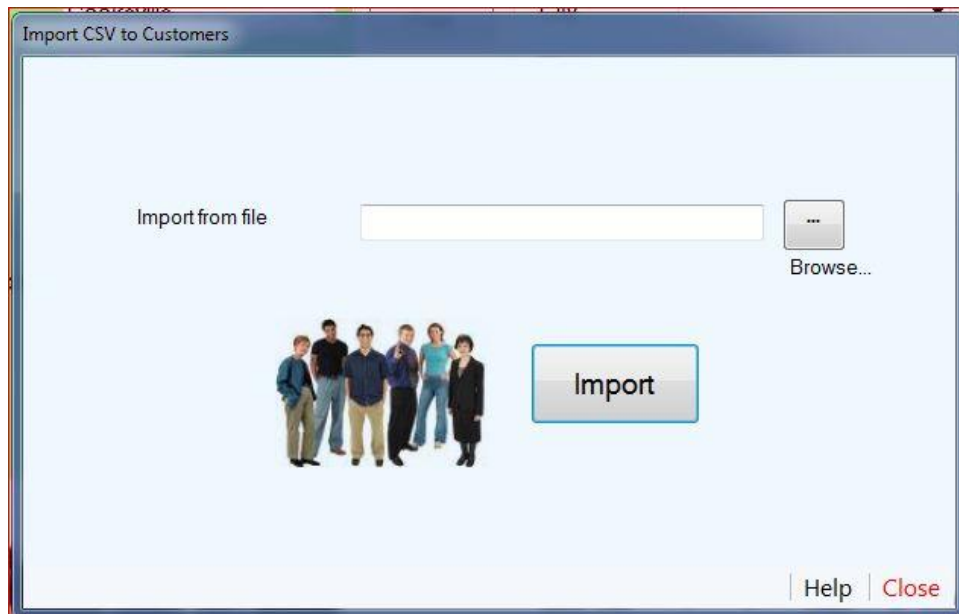 Import CSV to Customers
Import from file
...
Browse...
Import
Help
Close